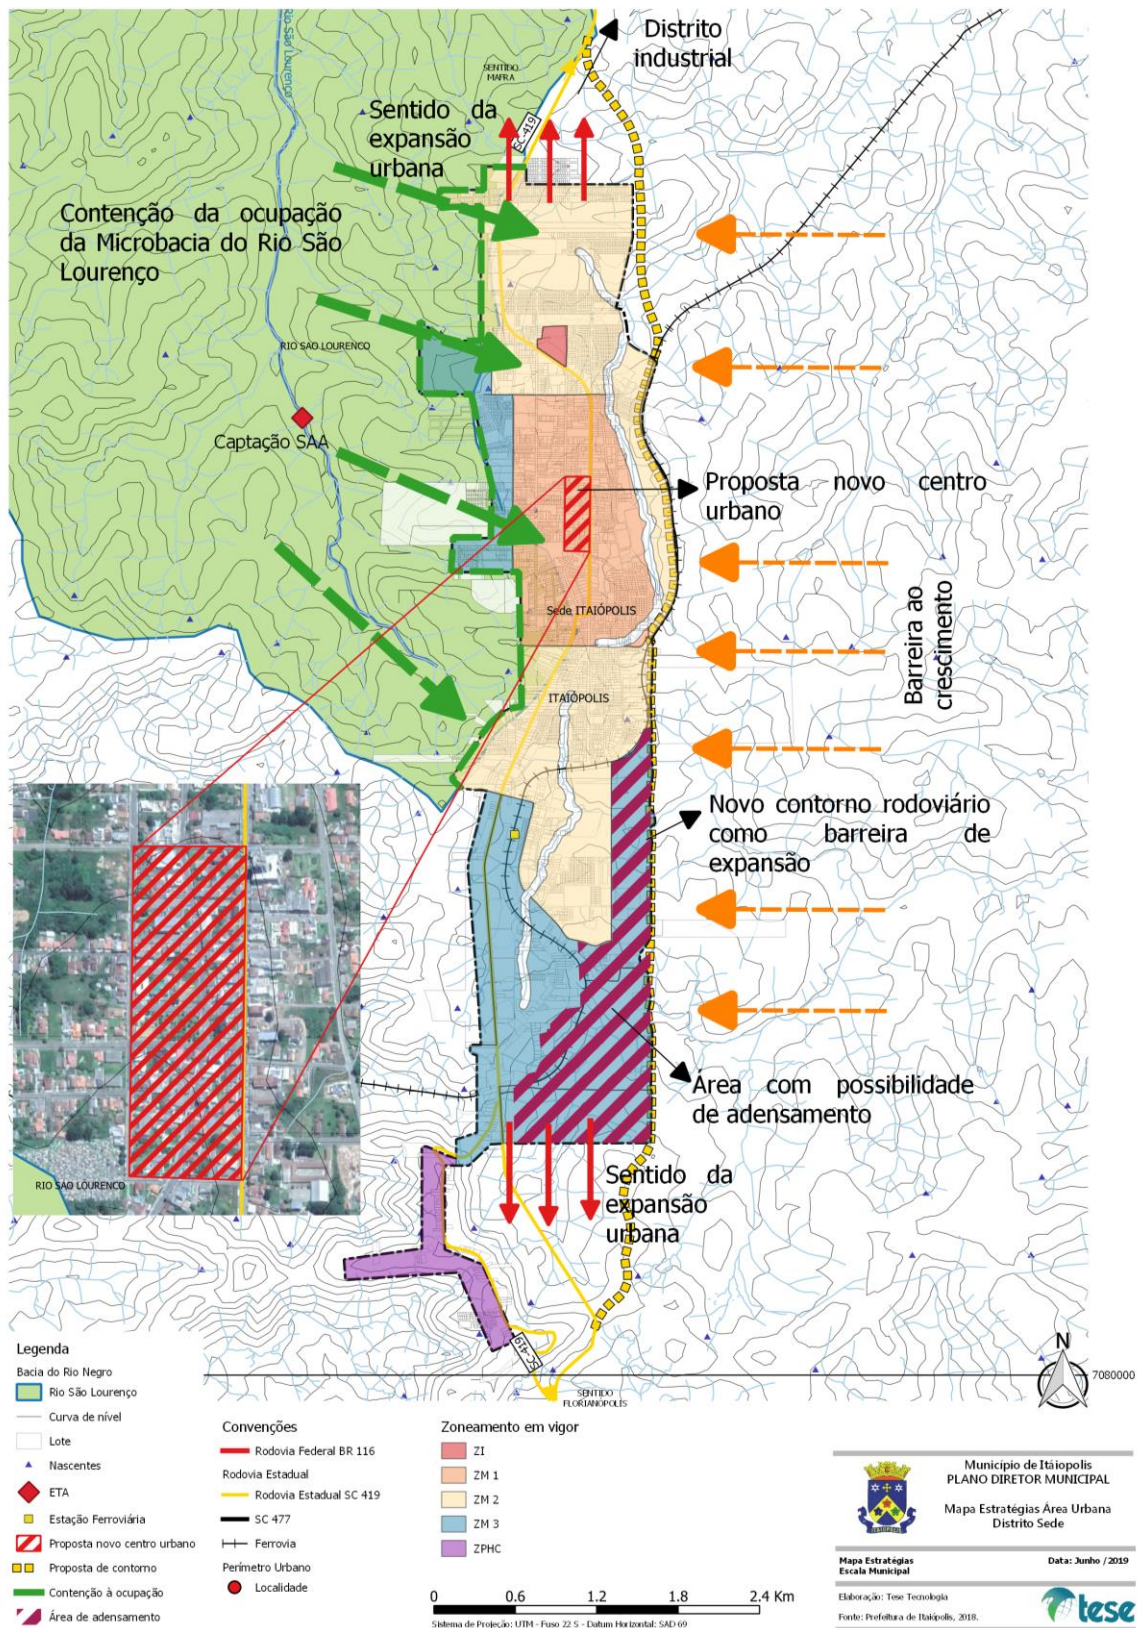 Distrito
industrial
SENTIDO
MAFRA
Rio São Lourenço
SC-419
Sentido da
expansão
urbana
Contenção da ocupação
da Microbacia do Rio São
Lourenço
RIO SAO LOURENCO
Captação SAA
Proposta novo centro
urbano
Sede ITAIÓPOLIS
Barreira ao
crescimento
ITAIÓPOLIS
Novo contorno rodoviário
como barreira de
expansão
Área com possibilidade
de adensamento
Sentido da
expansão
urbana
RIO SAO LOURENCO
SC-419
SENTIDO
FLORIANÓPOLIS
N
7080000
Legenda
Bacia do Rio Negro
Rio São Lourenço
Curva de nível
Lote
Nascentes
ETA
Estação Ferroviária
Proposta novo centro urbano
Proposta de contorno
Contenção à ocupação
Área de adensamento
Convenções
Rodovia Federal BR 116
Rodovia Estadual
Rodovia Estadual SC 419
SC 477
Ferrovia
Perímetro Urbano
Localidade
Zoneamento em vigor
ZI
ZM 1
ZM 2
ZM 3
ZPHC
0 0.6 1.2 1.8 2.4 Km
Sistema de Projeção: UTM - Fuso 22 S - Datum Horizontal: SAD 69
Município de Itáiopolis
PLANO DIRETOR MUNICIPAL
Mapa Estratégias Área Urbana
Distrito Sede
Mapa Estratégias
Escala Municipal
Data: Junho /2019
Elaboração: Tese Tecnologia
Fonte: Prefeitura de Itaiópolis, 2018.
tese